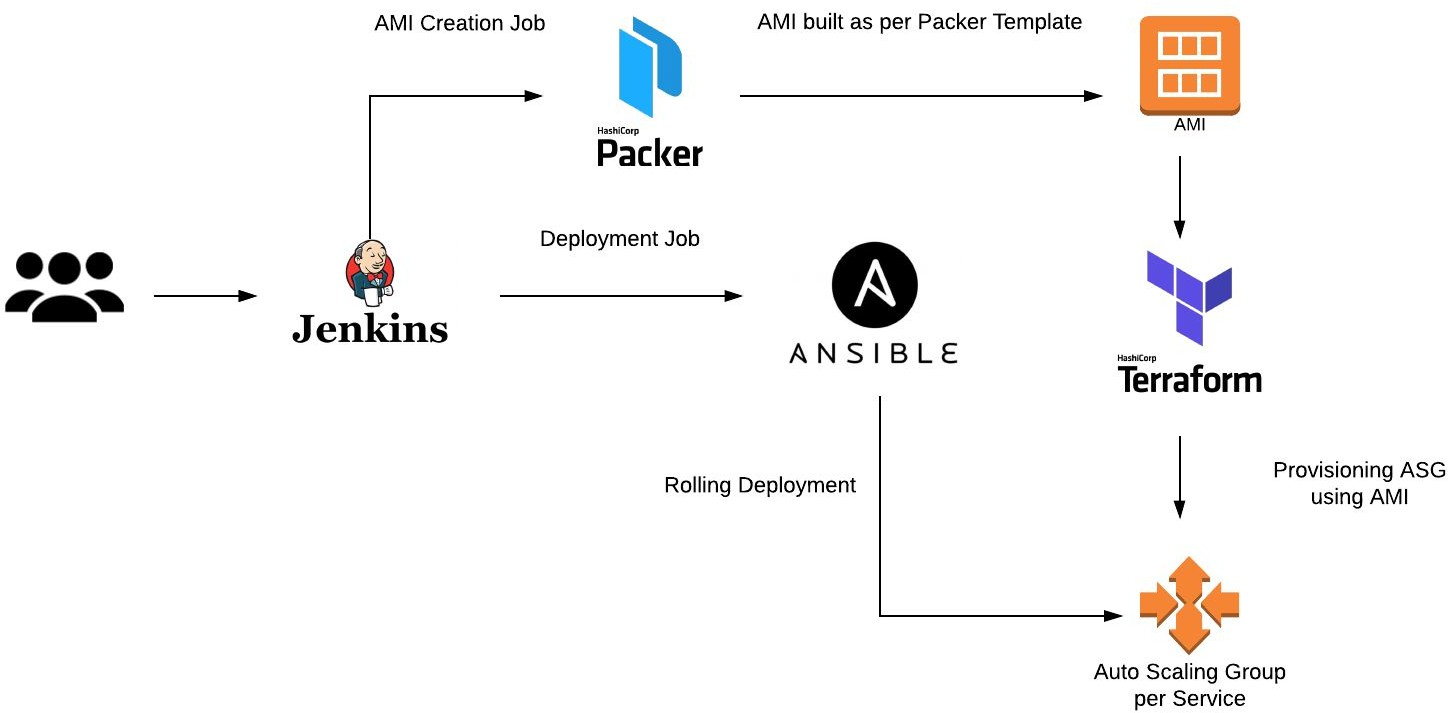 AMI Creation Job
AMI built as per Packer Template
HashiCorp
Packer
AMI
Deployment Job
Jenkins
ANSIBLE
HashiCorp
Terraform
Rolling Deployment
Provisioning ASG
using AMI
Auto Scaling Group
per Service